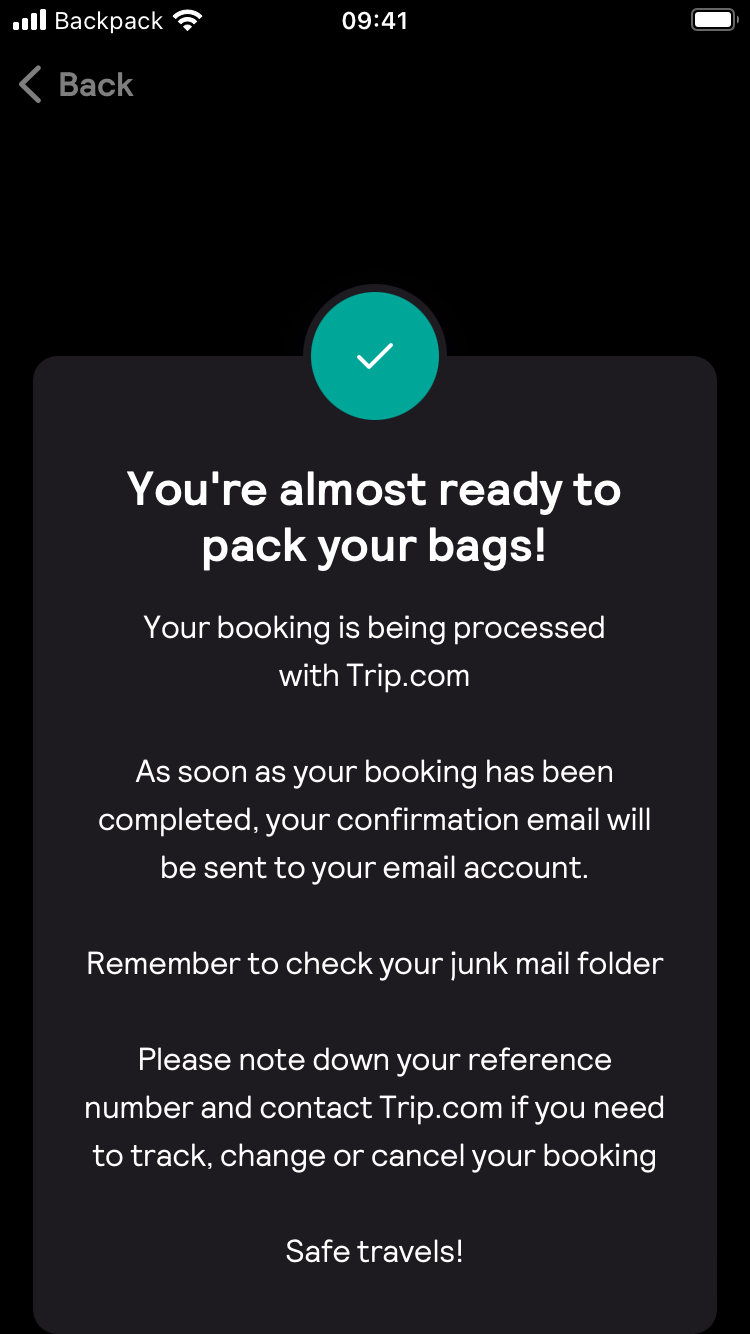 Backpack 09:41
Back
You're almost ready to
pack your bags!
Your booking is being processed
with Trip.com
As soon as your booking has been
completed, your confirmation email will
be sent to your email account.
Remember to check your junk mail folder
Please note down your reference
number and contact Trip.com if you need
to track, change or cancel your booking
Safe travels!